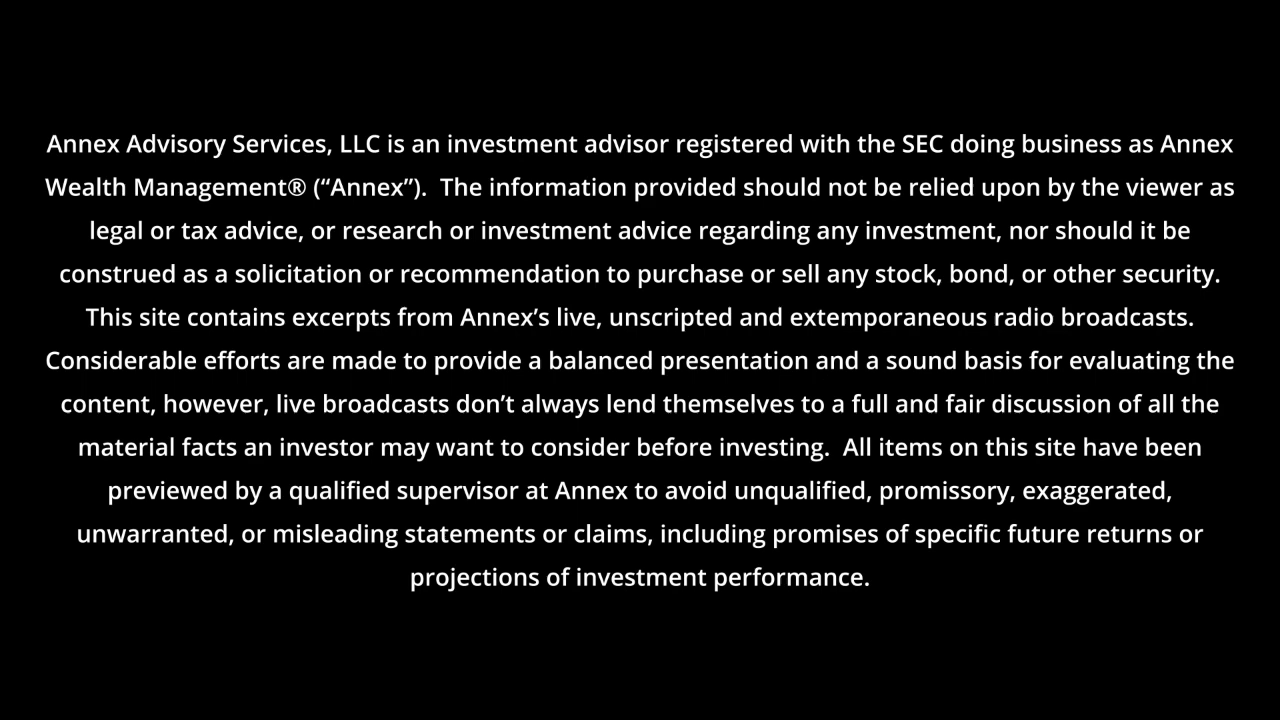 Annex Advisory Services, LLC is an investment advisor registered with the SEC doing business as Annex
Wealth Management® (“Annex”).  The information provided should not be relied upon by the viewer as
legal or tax advice, or research or investment advice regarding any investment, nor should it be
construed as a solicitation or recommendation to purchase or sell any stock, bond, or other security.
This site contains excerpts from Annex’s live, unscripted and extemporaneous radio broadcasts.
Considerable efforts are made to provide a balanced presentation and a sound basis for evaluating the
content, however, live broadcasts don’t always lend themselves to a full and fair discussion of all the
material facts an investor may want to consider before investing.  All items on this site have been
previewed by a qualified supervisor at Annex to avoid unqualified, promissory, exaggerated,
unwarranted, or misleading statements or claims, including promises of specific future returns or
projections of investment performance.